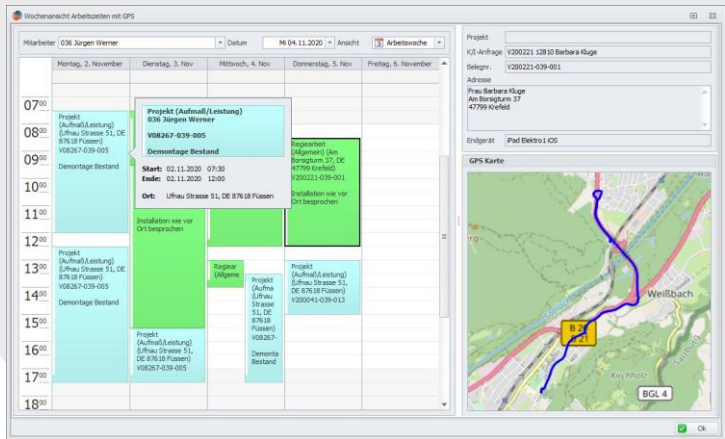 Wochenansicht Arbeitszeiten mit GPS
Mitarbeiter 036 Jürgen Werner Datum Mi 04.11.2020 Ansicht Arbeitswoche
Montag, 2. November Dienstag, 3. Nov Mittwoch, 4. Nov Donnerstag, 5. Nov Freitag, 6. November
07 00
08 00
09 00
10 00
11 00
12 00
13 00
14 00
15 00
16 00
17 00
18 00
Projekt
(Aufmaß/Leistung)
(Ufnau Strasse 51, DE
87618 Füssen)
V08267-039-005
Demontage Bestand
Projekt
(Aufmaß/Leistung)
(Ufnau Strasse 51, DE
87618 Füssen)
V08267-039-005
Demontage Bestand
Projekt (Aufmaß/Leistung)
036 Jürgen Werner
V08267-039-005
Demontage Bestand
Start: 02.11.2020 07:30
Ende: 02.11.2020 12:00
Ort: Ufnau Strasse 51, DE 87618 Füssen
Installation wie vor
Ort besprochen
Projekt
(Aufmaß/Leistung)
(Ufnau Strasse 51,
DE 87618 Füssen)
V08267-039-005
Regiear
(Allgeme
Projekt
(Aufma
(Ufnau
Strasse
51, DE
87618
Füssen)
V08267-
Demonta
Bestand
Regiearbeit
(Allgemein) (Am
Borsigturm 37, DE
47799 Krefeld)
V200221-039-001
Installation wie vor
Ort besprochen
Projekt
(Aufmaß/Leistung)
(Ufnau Strasse 51,
DE 87618 Füssen)
V200041-039-013
Projekt
K/I-Anfrage V200221 12810 Barbara Kluge
Belegnr. V200221-039-001
Adresse
Frau Barbara Kluge
Am Borsigturm 37
47799 Krefeld
Endgerät Pad Elektro1 iOS
GPS Karte
Weißbach
B 20
B 21
Kirchholz
BGL 4
Ok